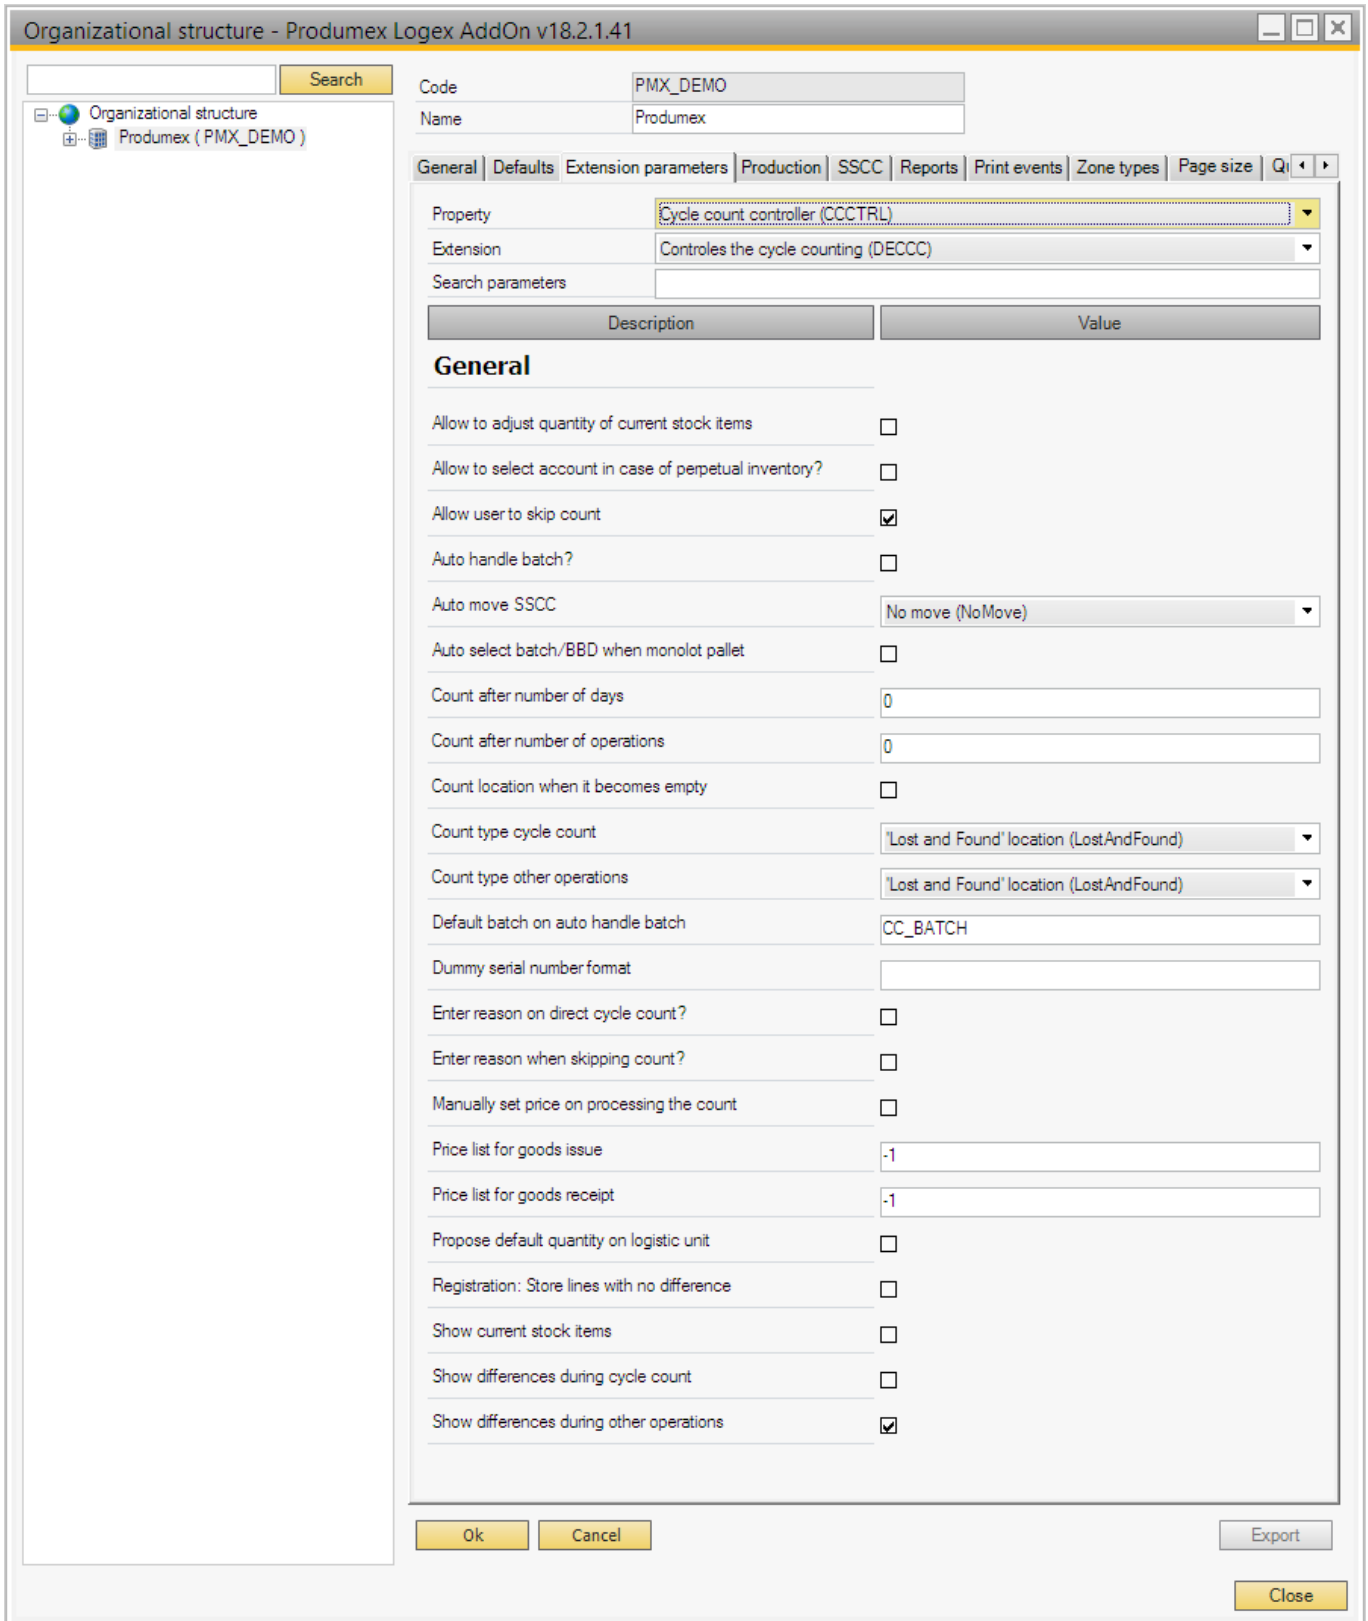 Organizational structure - Produmex Logex AddOn v18.2.1.41
Search
Organizational structure
Produmex ( PMX_DEMO )
Code PMX_DEMO
Name Produmex
General Defaults Extension parameters Production SSCC Reports Print events Zone types Page size
Property Cycle count controller (CCCTRL)
Extension Controles the cycle counting (DECCC)
Search parameters
Description Value
General
Allow to adjust quantity of current stock items
Allow to select account in case of perpetual inventory?
Allow user to skip count
Auto handle batch?
Auto move SSCC No move (NoMove)
Auto select batch/BBD when monolot pallet
Count after number of days 0
Count after number of operations 0
Count location when it becomes empty
Count type cycle count 'Lost and Found' location (LostAndFound)
Count type other operations 'Lost and Found' location (LostAndFound)
Default batch on auto handle batch CC_BATCH
Dummy serial number format
Enter reason on direct cycle count?
Enter reason when skipping count?
Manually set price on processing the count
Price list for goods issue -1
Price list for goods receipt -1
Propose default quantity on logistic unit
Registration: Store lines with no difference
Show current stock items
Show differences during cycle count
Show differences during other operations
Ok Cancel Export
Close